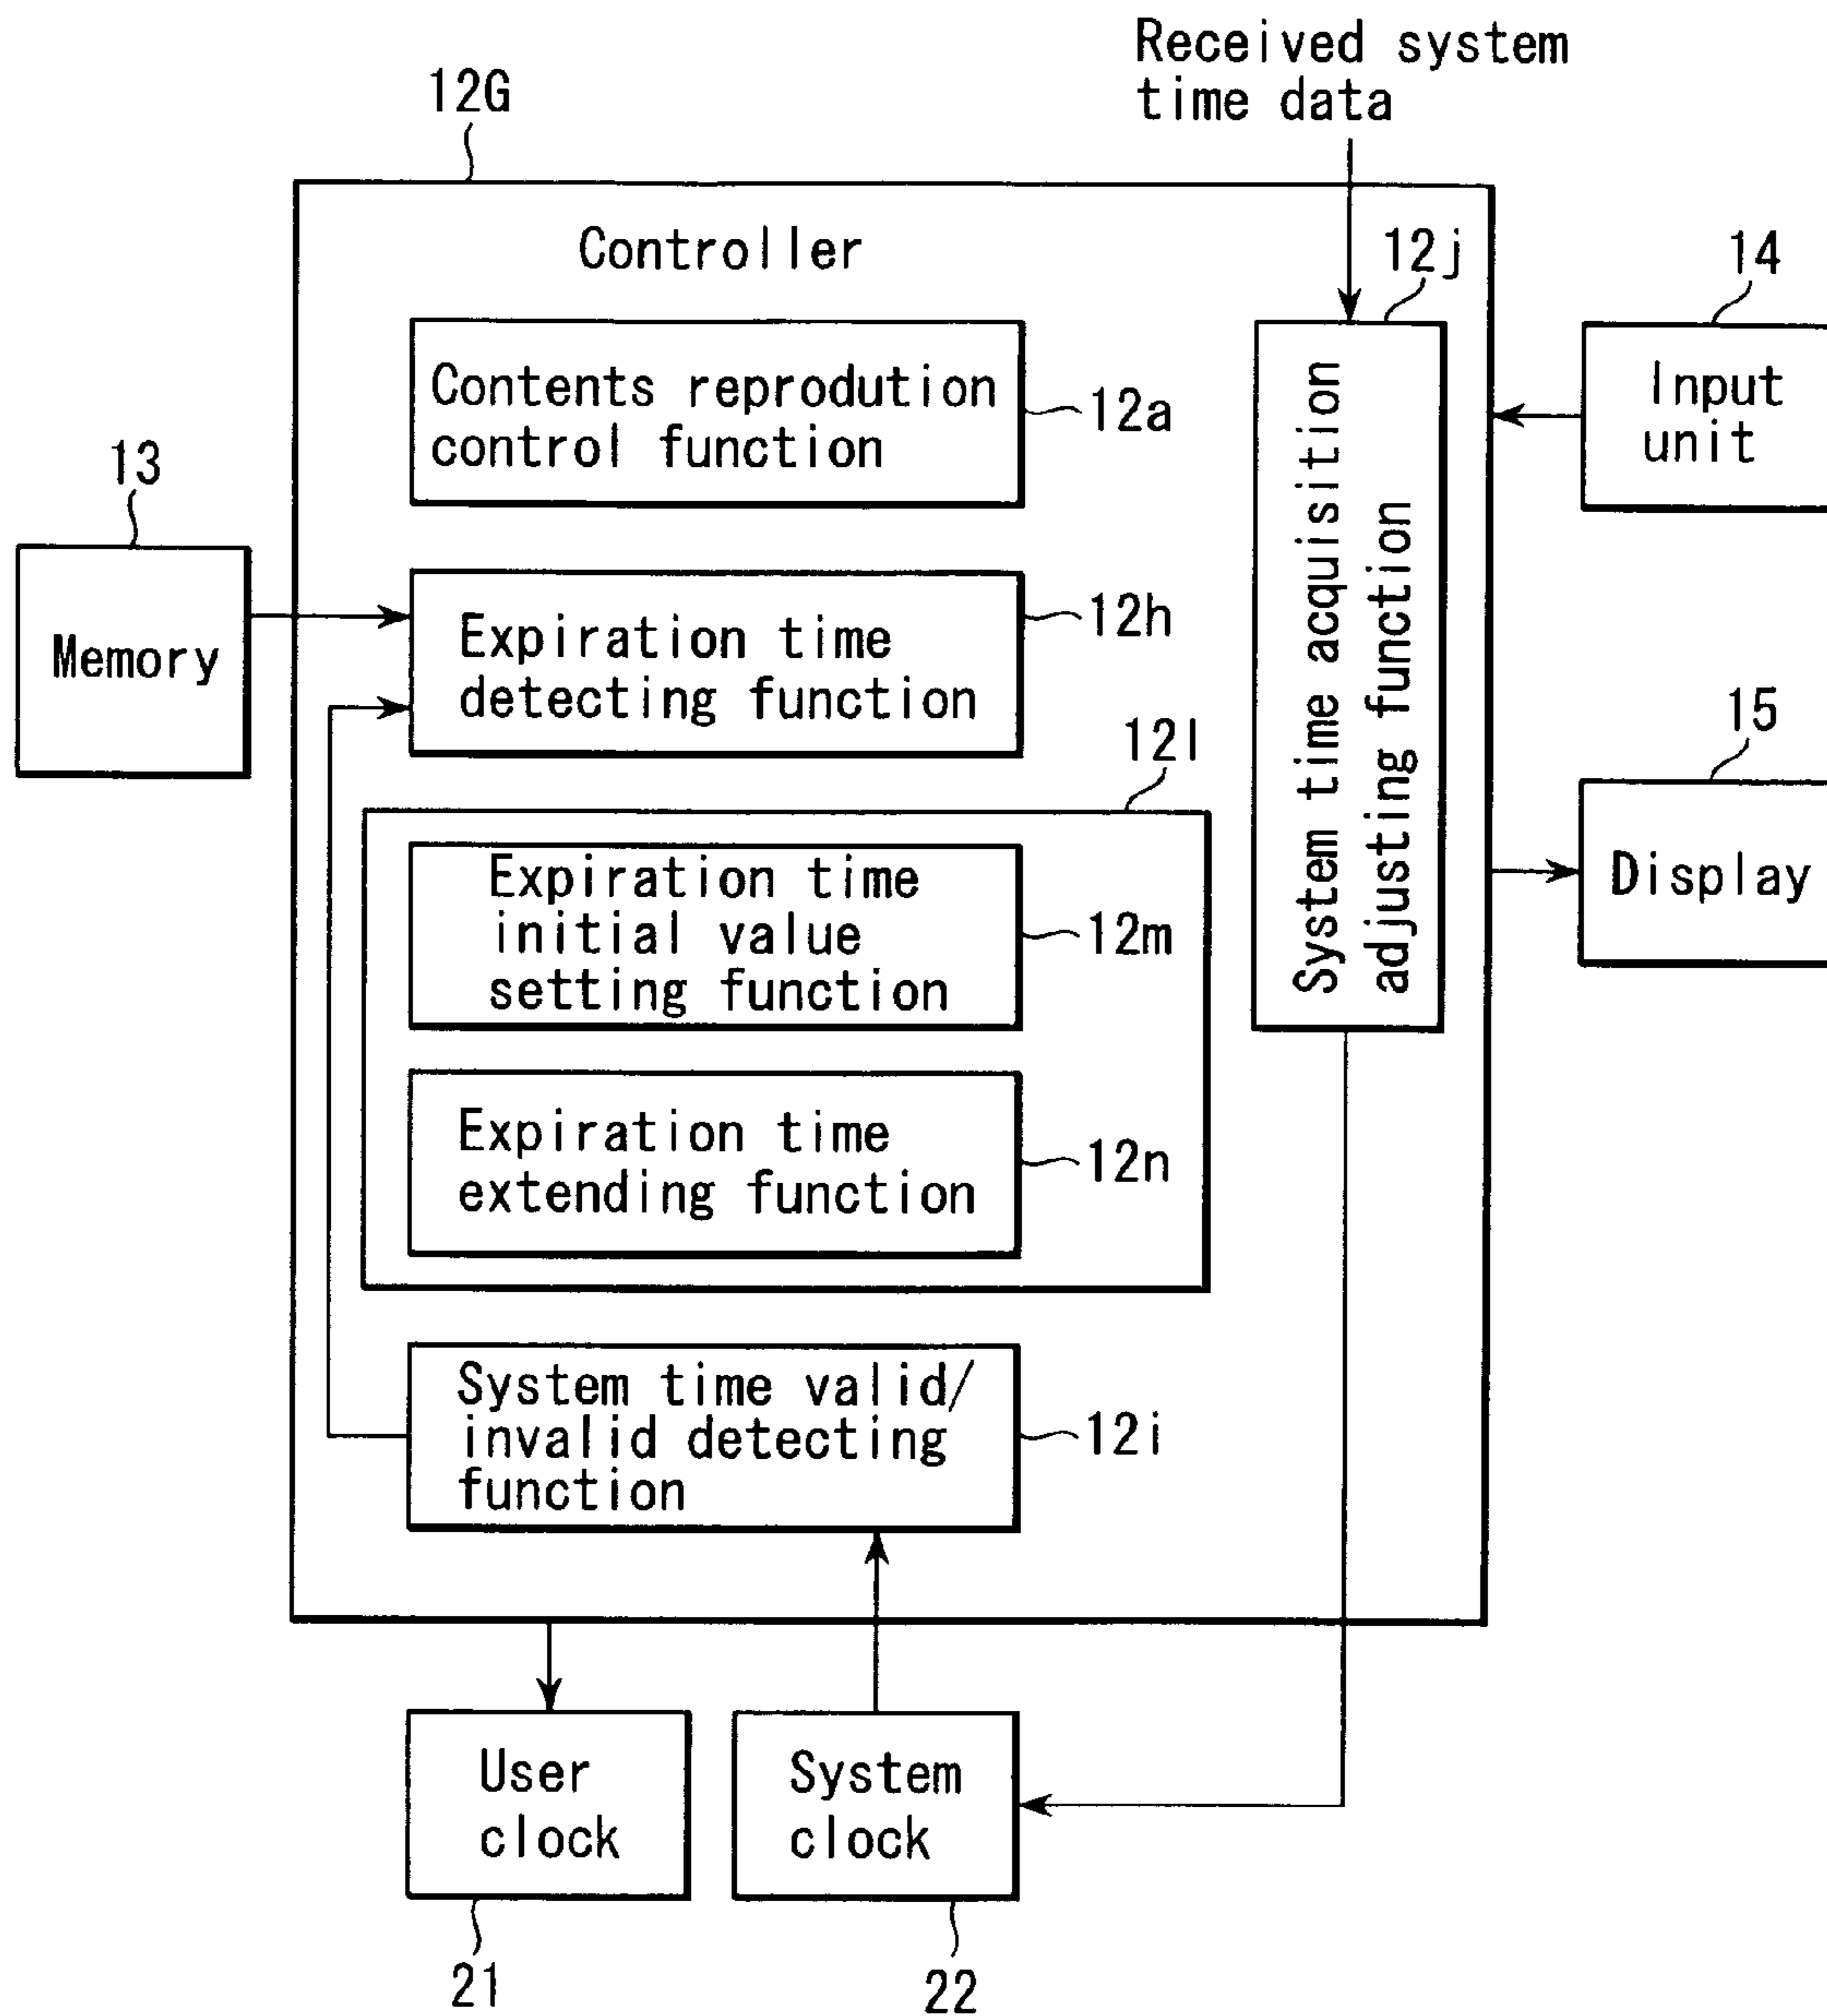 Received system
time data
12G
Controller
12j
14
Contents reprodution
control function
12a
Input
unit
System time acquisition
adjusting function
13
Memory
Expiration time
detecting function
12h
12l
15
Display
Expiration time
initial value
setting function
12m
Expiration time
extending function
12n
System time valid/
invalid detecting
function
12i
User
clock
System
clock
21
22